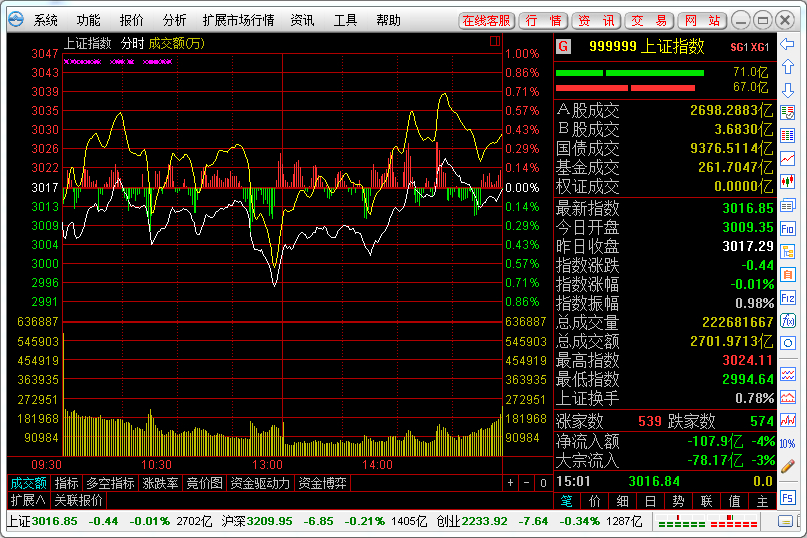 系统 功能 报价 分析 扩展市场行情 资讯 工具 帮助 在线客服 行 情 资 讯 交 易 网 站
上证指数 分时 成交额(万)
3047 1.00%
3043 0.86%
3039 0.71%
3035 0.57%
3030 0.43%
3026 0.29%
3022 0.14%
3017 0.00%
3013 0.14%
3009 0.29%
3004 0.43%
3000 0.57%
2996 0.71%
2991 0.86%
636887 636887
545903 545903
454919 454919
363935 363935
272951 272951
181968 181968
90984 90984
09:30 10:30 13:00 14:00
成交额 指标 多空指标 涨跌率 竞价图 资金驱动力 资金博弈 + - 0
扩展∧ 关联报价
G 999999 上证指数 SG1XG1
71.0亿
67.0亿
A股成交 2698.2883亿
B股成交 3.6830亿
国债成交 9376.5114亿
基金成交 261.7047亿
权证成交 0.0000亿
最新指数 3016.85
今日开盘 3009.35
昨日收盘 3017.29
指数涨跌 -0.44
指数涨幅 -0.01%
指数振幅 0.98%
总成交量 222681667
总成交额 2701.9713亿
最高指数 3024.11
最低指数 2994.64
上证换手 0.78%
涨家数 539 跌家数 574
净流入额 -107.9亿 -4%
大宗流入 -78.17亿 -3%
15:01 3016.84 0.0
笔 价 细 日 势 联 值 主
F10
自
F12
f(x)
10%
F5
上证3016.85 -0.44 -0.01% 2702亿 沪深3209.95 -6.85 -0.21% 1405亿 创业2233.92 -7.64 -0.34% 1287亿